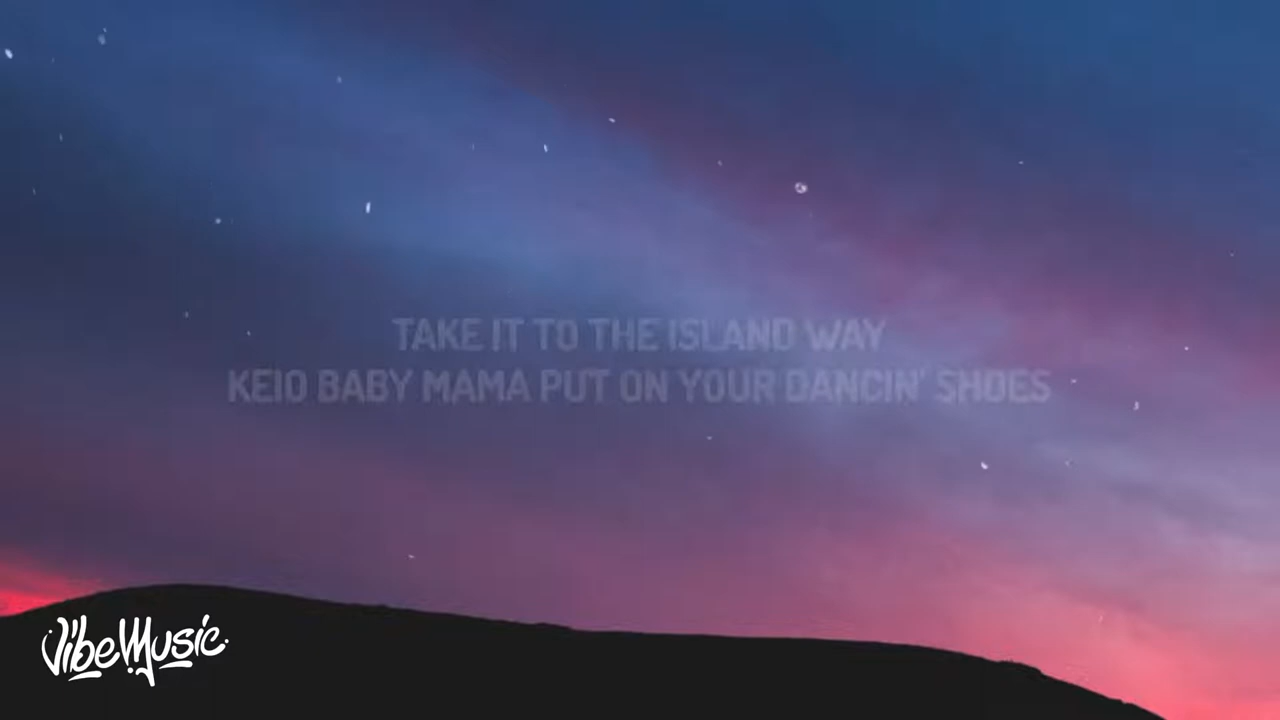 TAKE IT TO THE ISLAND WAY
KEIO BABY MAMA PUT ON YOUR DANCIN' SHOES
VibeMusic